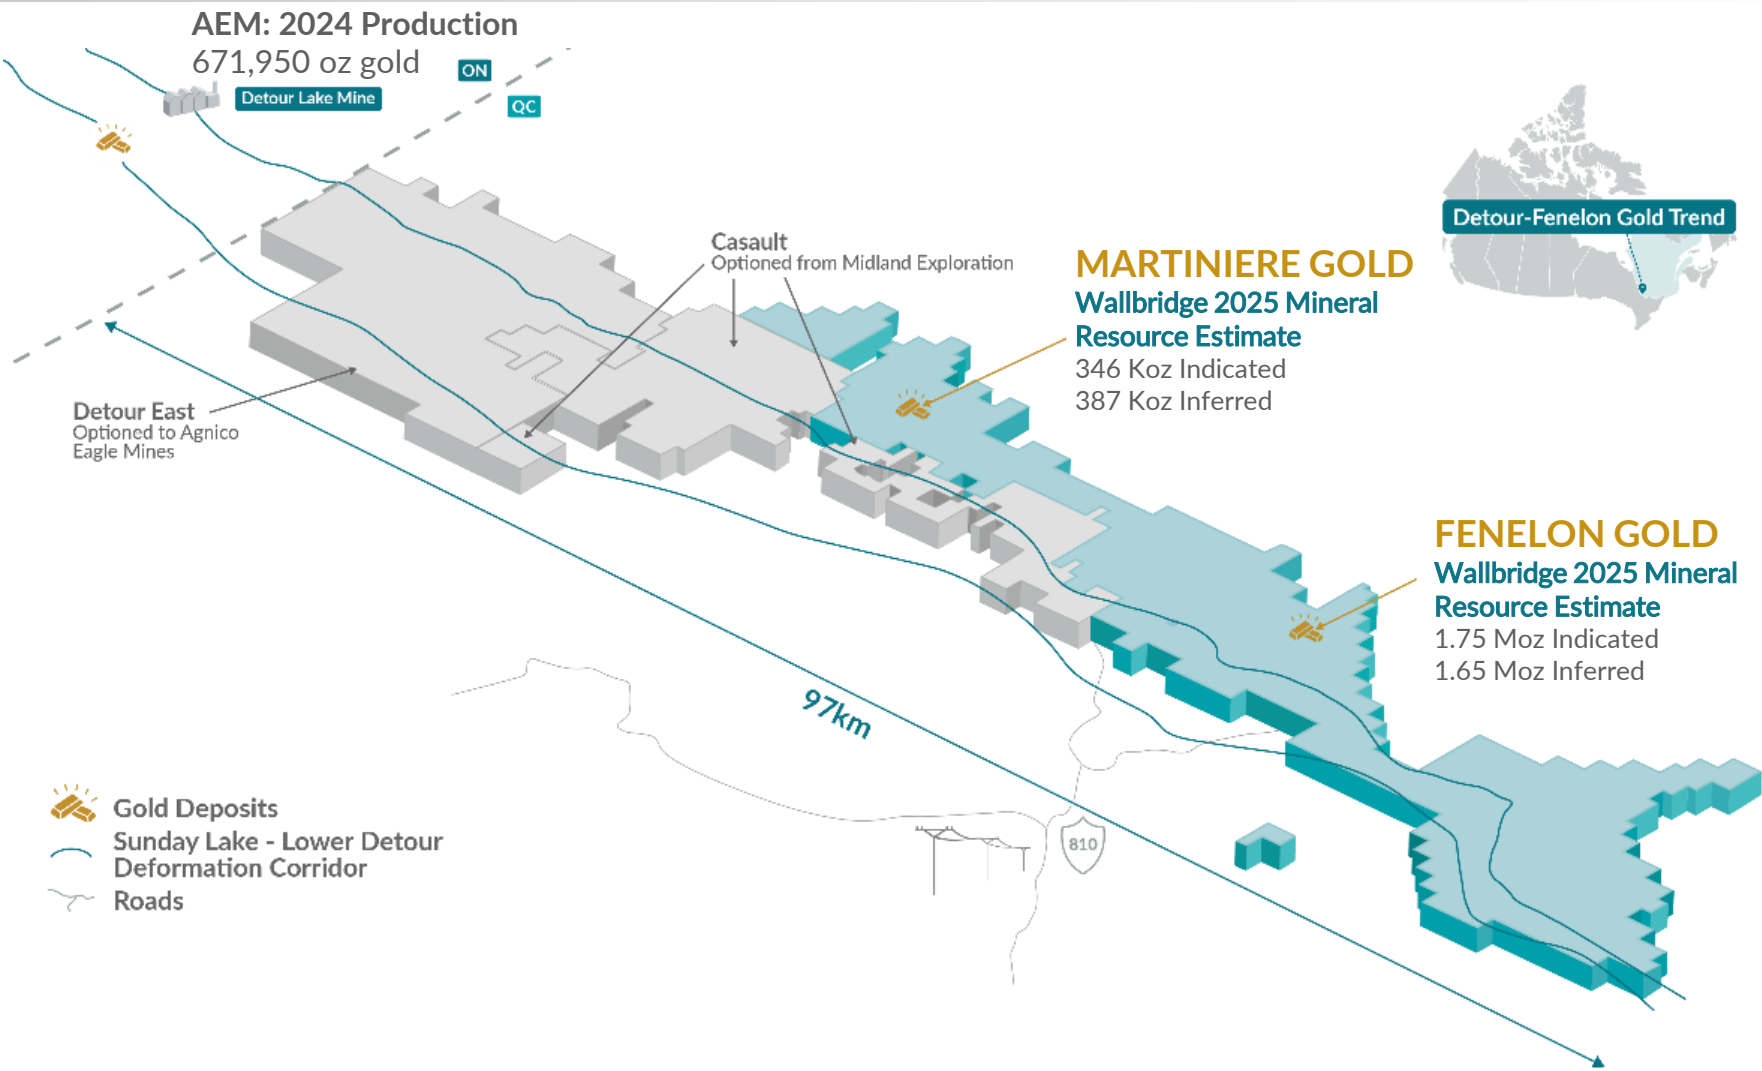 AEM: 2024 Production
671,950 oz gold
ON
Detour Lake Mine
QC
Detour-Fenelon Gold Trend
Casault
Optioned from Midland Exploration
MARTINIERE GOLD
Wallbridge 2025 Mineral
Resource Estimate
346 Koz Indicated
387 Koz Inferred
Detour East
Optioned to Agnico
Eagle Mines
FENELON GOLD
Wallbridge 2025 Mineral
Resource Estimate
1.75 Moz Indicated
1.65 Moz Inferred
97km
Gold Deposits
Sunday Lake - Lower Detour
Deformation Corridor
Roads
810